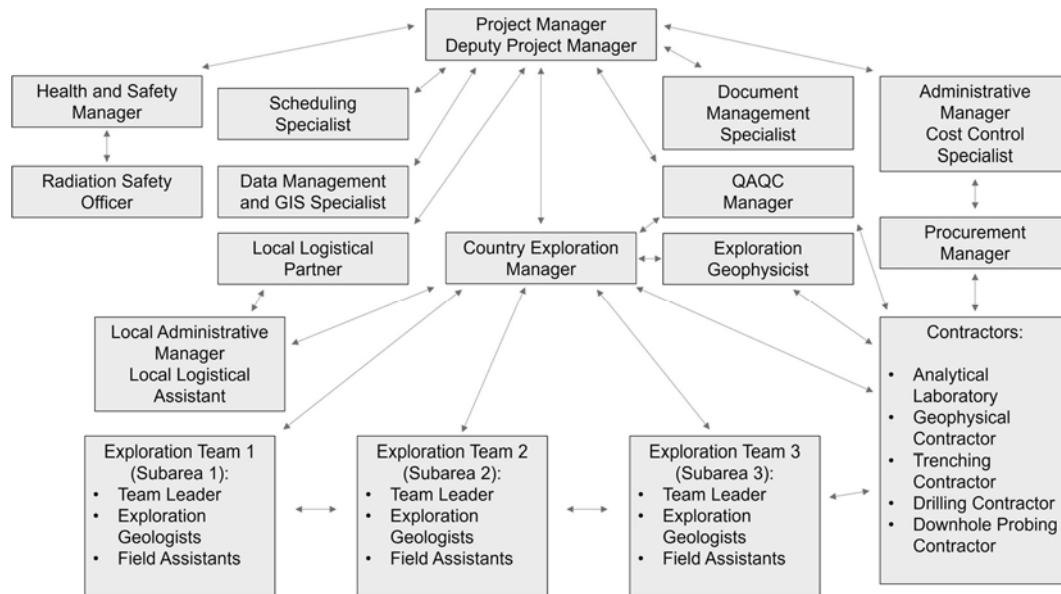 Project Manager
Deputy Project Manager
Health and Safety
Manager
Scheduling
Specialist
Document
Management
Specialist
Administrative
Manager
Cost Control
Specialist
Radiation Safety
Officer
Data Management
and GIS Specialist
QAQC
Manager
Local Logistical
Partner
Country Exploration
Manager
Exploration
Geophysicist
Procurement
Manager
Local Administrative
Manager
Local Logistical
Assistant
Contractors:
• Analytical
Laboratory
• Geophysical
Contractor
• Trenching
Contractor
• Drilling Contractor
• Downhole Probing
Contractor
Exploration Team 1
(Subarea 1):
• Team Leader
• Exploration
Geologists
• Field Assistants
Exploration Team 2
(Subarea 2):
• Team Leader
• Exploration
Geologists
• Field Assistants
Exploration Team 3
(Subarea 3):
• Team Leader
• Exploration
Geologists
• Field Assistants